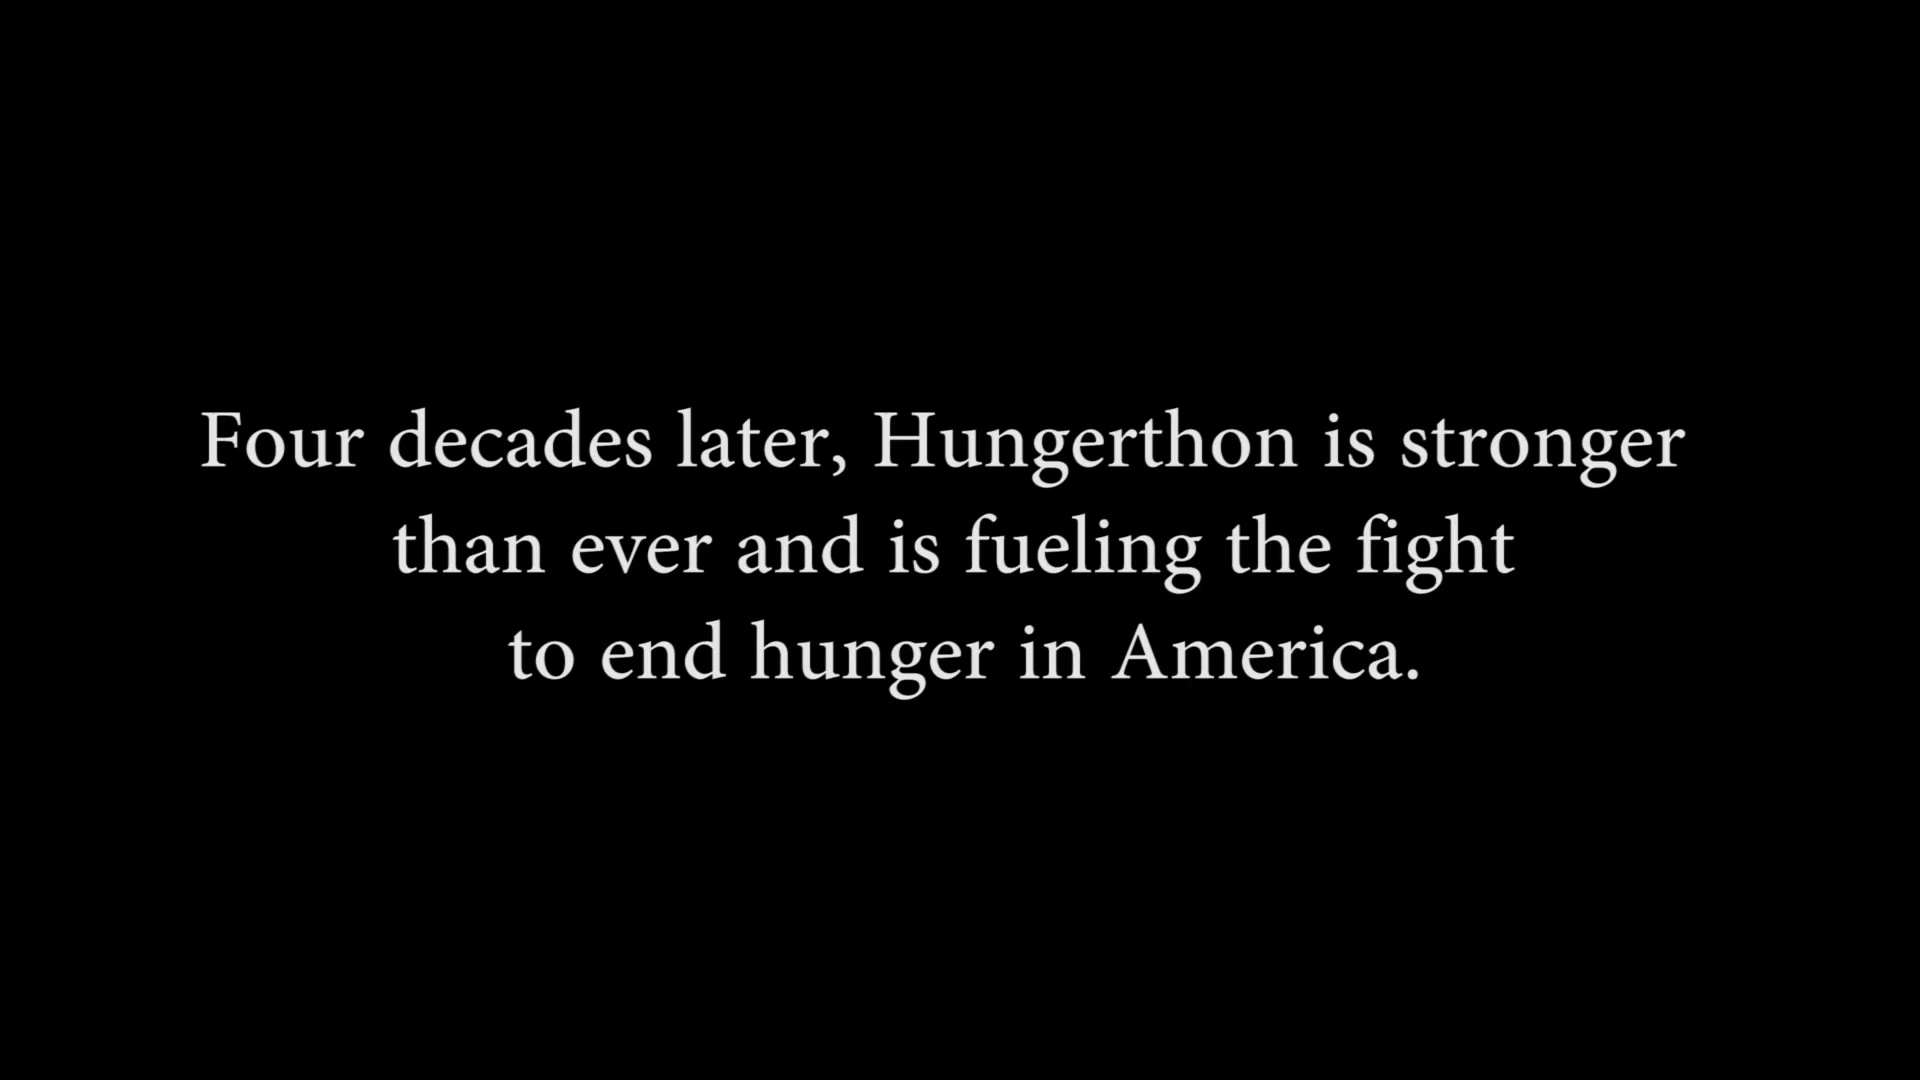 Four decades later, Hungerthon is stronger
than ever and is fueling the fight
to end hunger in America.